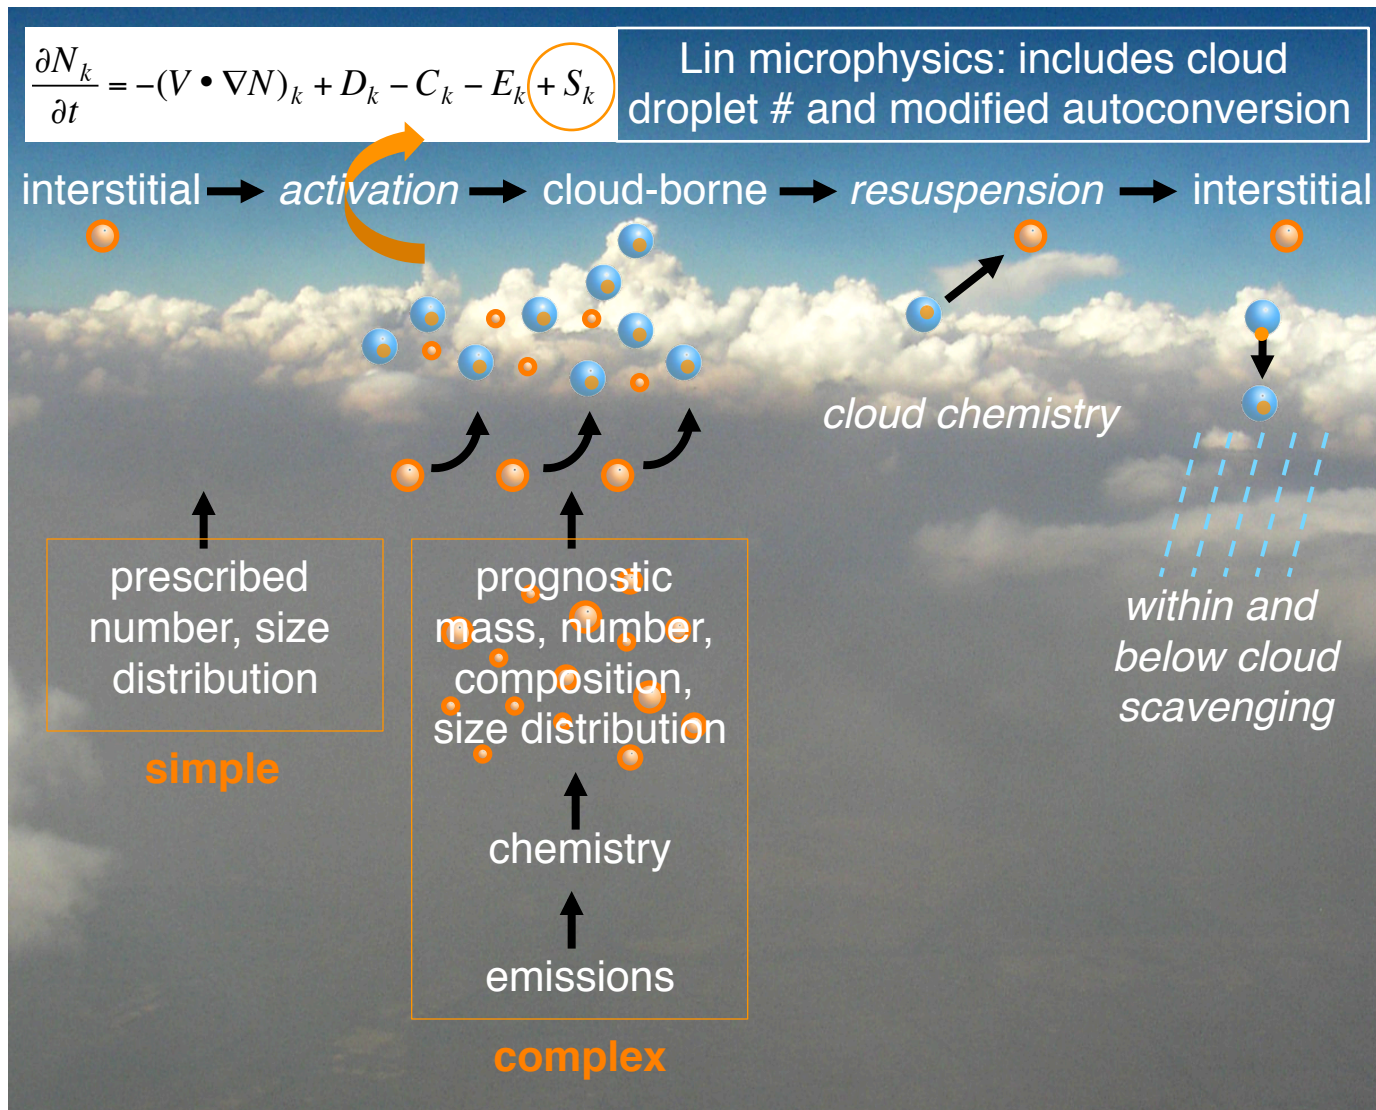 ∂N_k/∂t = −(V • ∇N)_k + D_k − C_k − E_k + S_k
Lin microphysics: includes cloud
droplet # and modified autoconversion
interstitial
activation
cloud-borne
resuspension
interstitial
cloud chemistry
prescribed
number, size
distribution
simple
prognostic
mass, number,
composition,
size distribution
chemistry
emissions
complex
within and
below cloud
scavenging